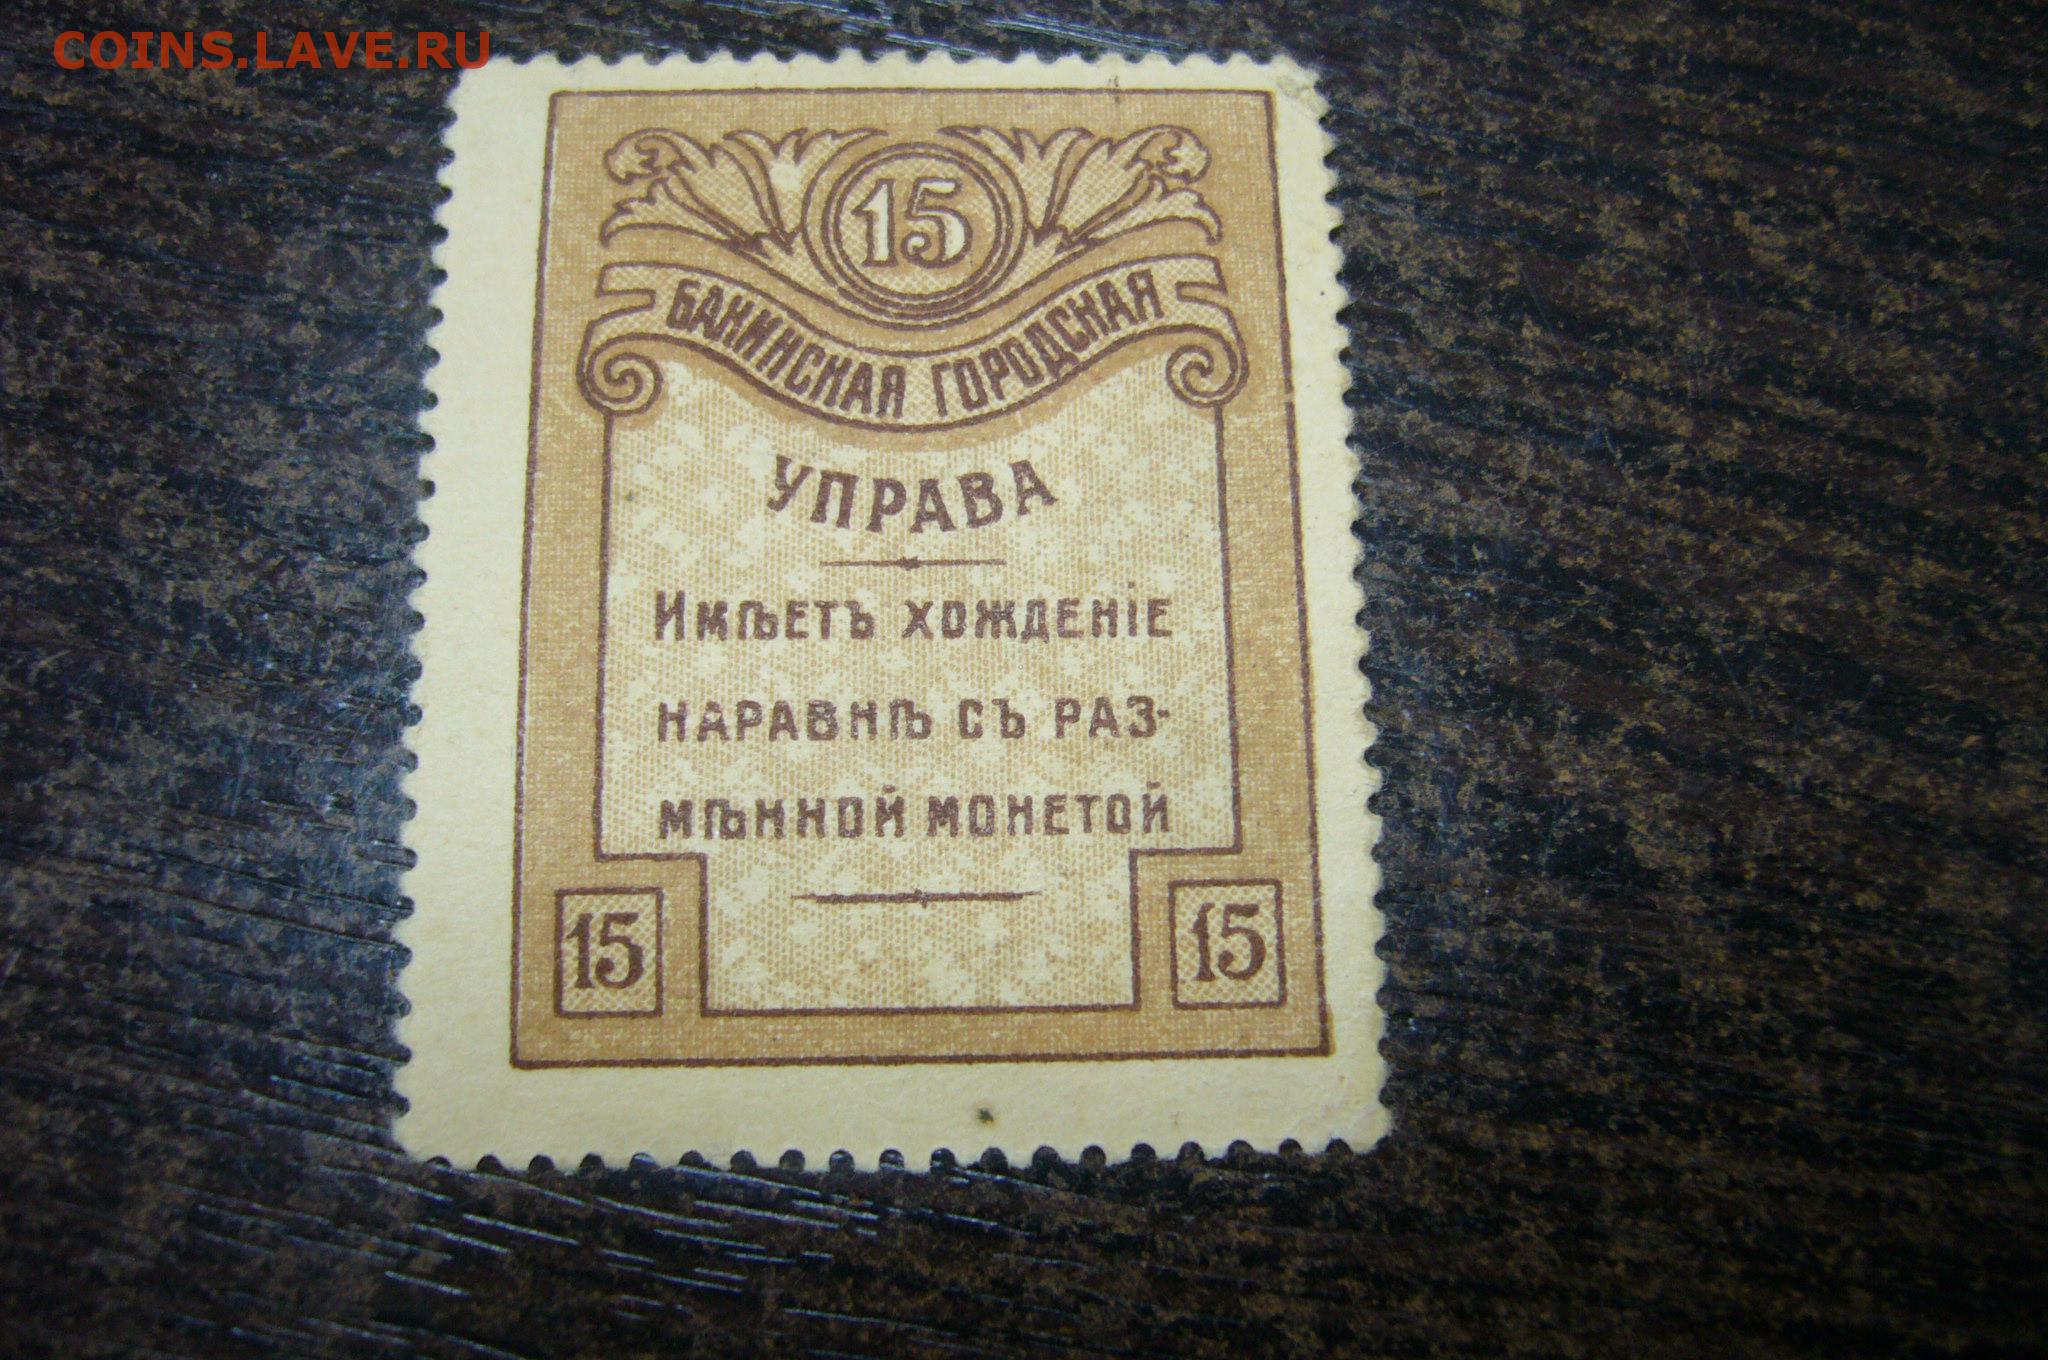 COINS.LAVE.RU
15
БАКИНСКАЯ ГОРОДСКАЯ
УПРАВА
ИМѢЕТЪ ХОЖДЕНІЕ
НАРАВНѢ СЪ РАЗ-
МѢННОЙ МОНЕТОЙ
15 15